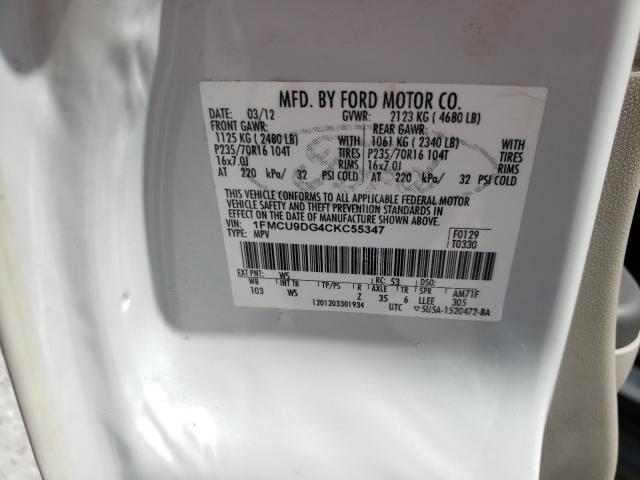 MFD. BY FORD MOTOR CO.
DATE: 03/12 GVWR: 2123 KG ( 4680 LB)
FRONT GAWR: REAR GAWR:
1125 KG ( 2480 LB) WITH 1061 KG ( 2340 LB) WITH
P235/70R16 104T TIRES P235/70R16 104T TIRES
16x7.0J RIMS 16x7.0J RIMS
AT 220 kPa/ 32 PSI COLD AT 220 kPa/ 32 PSI COLD
THIS VEHICLE CONFORMS TO ALL APPLICABLE FEDERAL MOTOR
VEHICLE SAFETY AND THEFT PREVENTION STANDARDS IN
EFFECT ON THE DATE OF MANUFACTURE SHOWN ABOVE.
VIN: 1FMCU9DG4CKC55347 F0129
TYPE: MPV T0330
EXT PNT: WS RC: 53 DSO:
WB INT TR TP/PS R AXLE TR SPR AM71F
103 WS Z 35 6 LLEE 305
1201203301934 UTC ▽5U5A-1520472-BA